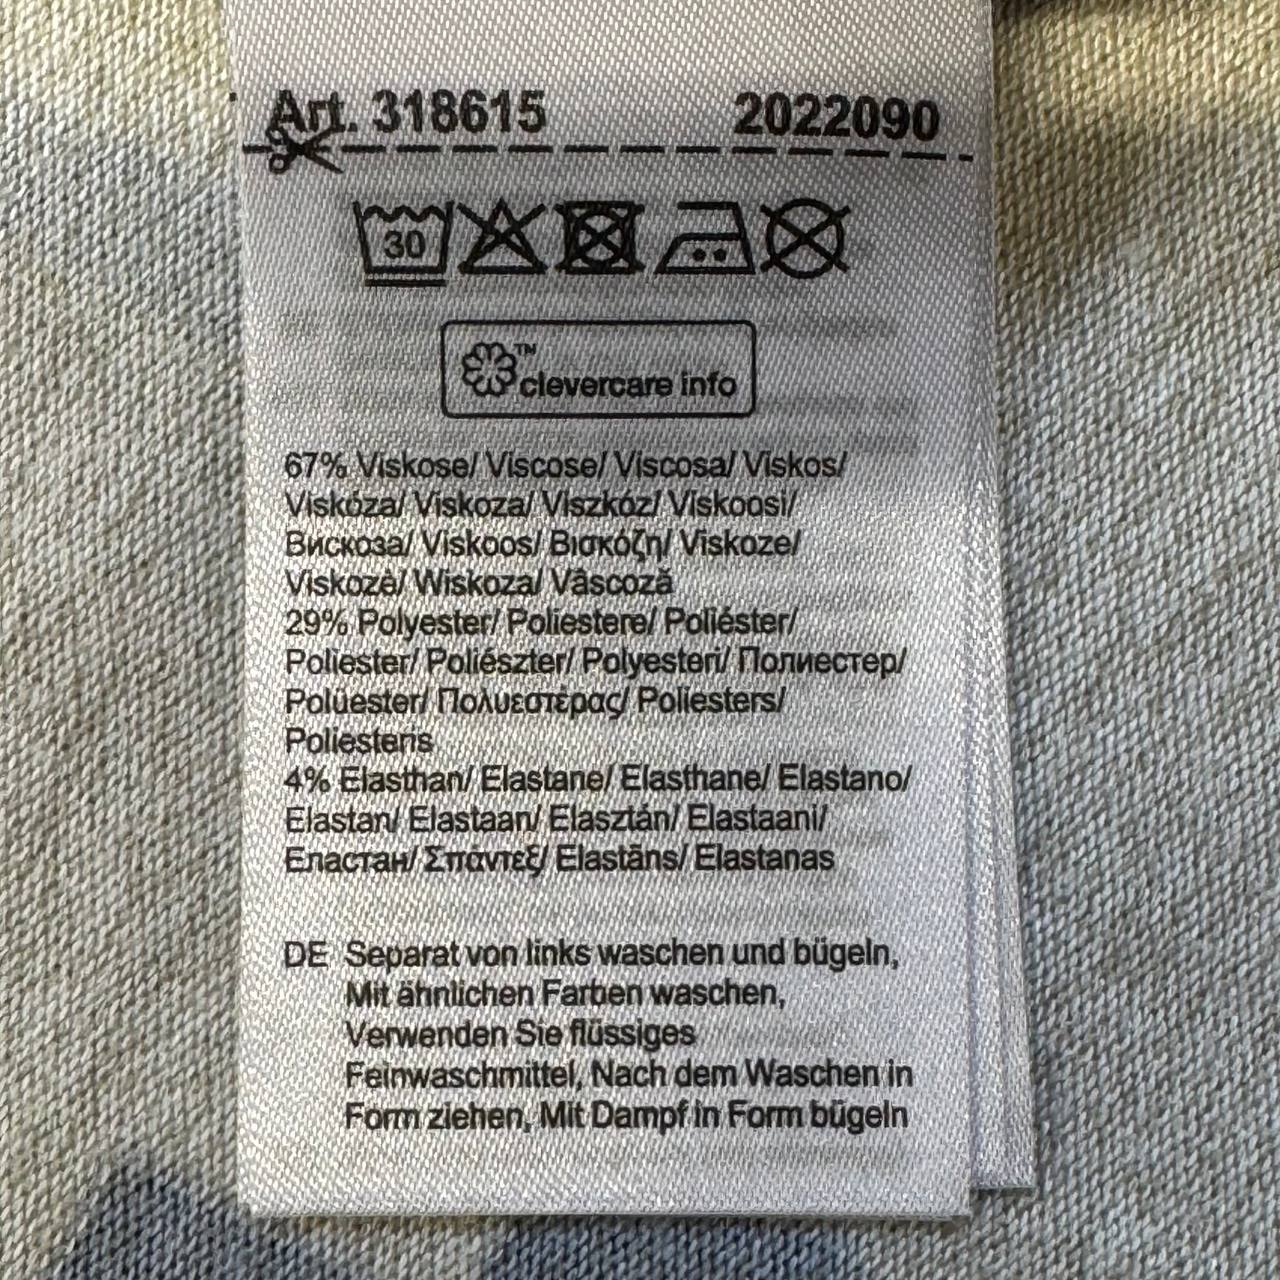 Art. 318615 2022090
30
™
clevercare info
67% Viskose/ Viscose/ Viscosa/ Viskos/
Viskóza/ Viskoza/ Viszkóz/ Viskoosi/
Вискоза/ Viskoos/ Βισκόζη/ Viskoze/
Viskozė/ Wiskoza/ Vâscoză
29% Polyester/ Poliestere/ Poliéster/
Poliester/ Poliészter/ Polyesteri/ Полиестер/
Polüester/ Πολυεστέρας/ Poliesters/
Poliesteris
4% Elasthan/ Elastane/ Elasthane/ Elastano/
Elastan/ Elastaan/ Elasztán/ Elastaani/
Еластан/ Σπάντεξ/ Elastāns/ Elastanas
DE Separat von links waschen und bügeln,
Mit ähnlichen Farben waschen,
Verwenden Sie flüssiges
Feinwaschmittel, Nach dem Waschen in
Form ziehen, Mit Dampf in Form bügeln